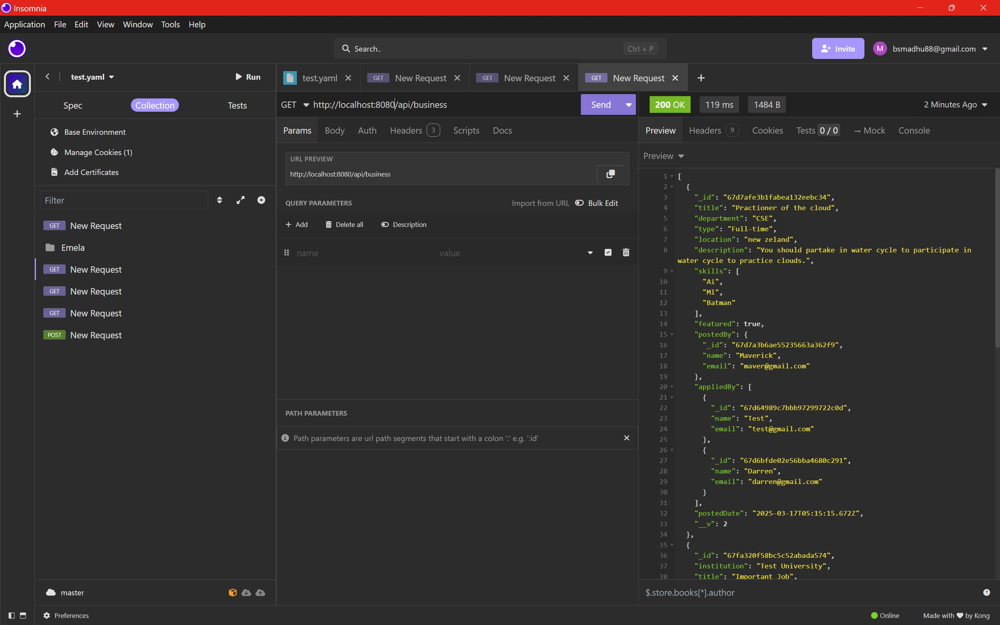 Insomnia
Application File Edit View Window Tools Help
Search.. Ctrl + P
Invite M bsmadhu88@gmail.com
test.yaml Run
test.yaml GET New Request GET New Request GET New Request
Spec Collection Tests
GET http://localhost:8080/api/business Send
200 OK 119 ms 1484 B 2 Minutes Ago
Base Environment
Manage Cookies (1)
Add Certificates
Filter
GET New Request
Emela
GET New Request
GET New Request
GET New Request
POST New Request
master
Params Body Auth Headers 3 Scripts Docs
URL PREVIEW
http://localhost:8080/api/business
QUERY PARAMETERS Import from URL Bulk Edit
Add Delete all Description
name value
PATH PARAMETERS
Path parameters are url path segments that start with a colon ':' e.g. ':id'
Preview Headers 9 Cookies Tests 0 / 0 → Mock Console
Preview
1 [
2 {
3 "_id": "67d7afe3b1fabea132eebc34",
4 "title": "Practioner of the cloud",
5 "department": "CSE",
6 "type": "Full-time",
7 "location": "new zeland",
8 "description": "You should partake in water cycle to participate in
water cycle to practice clouds.",
9 "skills": [
10 "Ai",
11 "Ml",
12 "Batman"
13 ],
14 "featured": true,
15 "postedBy": {
16 "_id": "67d7a3b6ae55235663a362f9",
17 "name": "Maverick",
18 "email": "maver@gmail.com"
19 },
20 "appliedBy": [
21 {
22 "_id": "67d64989c7bbb97299722c0d",
23 "name": "Test",
24 "email": "test@gmail.com"
25 },
26 {
27 "_id": "67d6bfde02e56bba4680c291",
28 "name": "Darren",
29 "email": "darren@gmail.com"
30 }
31 ],
32 "postedDate": "2025-03-17T05:15:15.672Z",
33 "__v": 2
34 },
35 {
36 "_id": "67fa320f58bc5c52abada574",
37 "institution": "Test University",
38 "title": "Important Job",
$.store.books[*].author
Preferences Online Made with ❤ by Kong